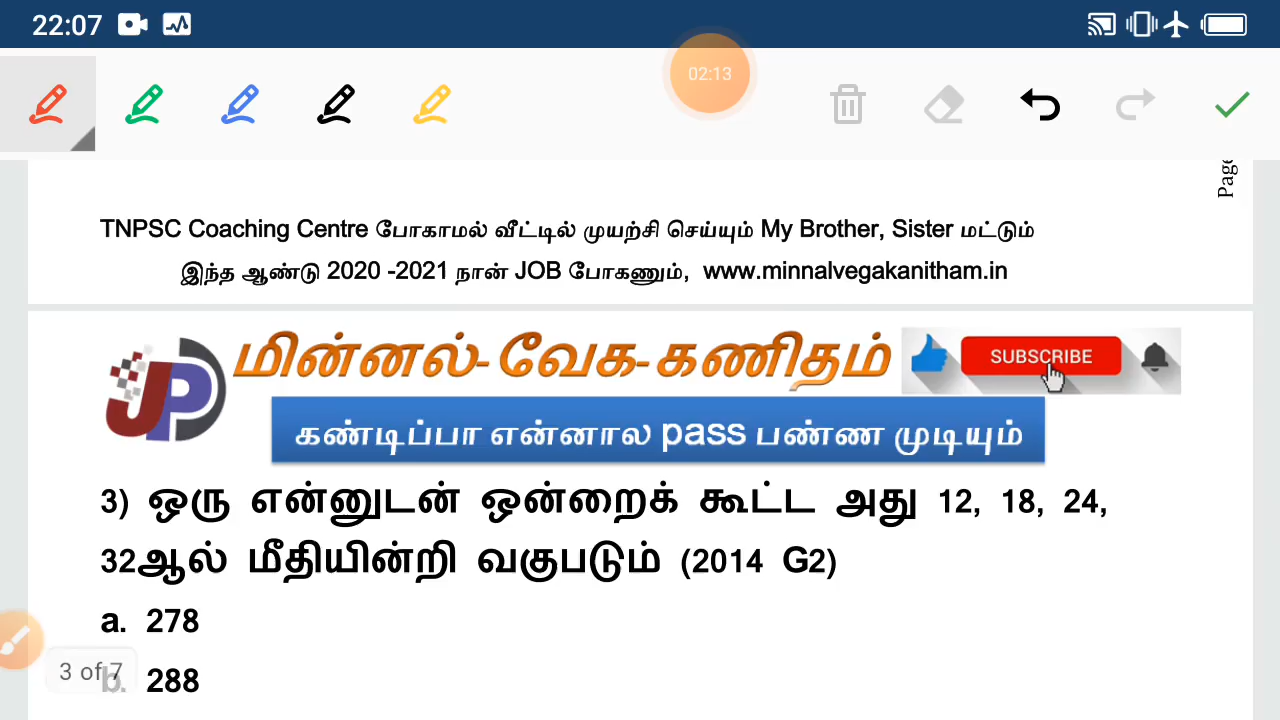 22:07
02:13
Page
TNPSC Coaching Centre போகாமல் வீட்டில் முயற்சி செய்யும் My Brother, Sister மட்டும்
இந்த ஆண்டு 2020 -2021 நான் JOB போகணும், www.minnalvegakanitham.in
JP
மின்னல்-வேக-கணிதம்
SUBSCRIBE
கண்டிப்பா என்னால pass பண்ண முடியும்
3) ஒரு என்னுடன் ஒன்றைக் கூட்ட அது 12, 18, 24,
32ஆல் மீதியின்றி வகுபடும் (2014 G2)
a. 278
3 of 7
b. 288